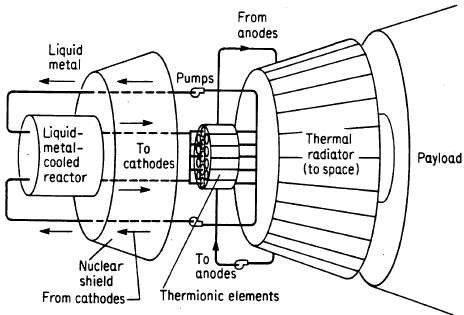 From
anodes
Liquid
metal
Pumps
Liquid-
metal-
cooled
reactor
To
cathodes
Thermal
radiator
(to space)
Payload
Nuclear
shield
From cathodes
To
anodes
Thermionic elements